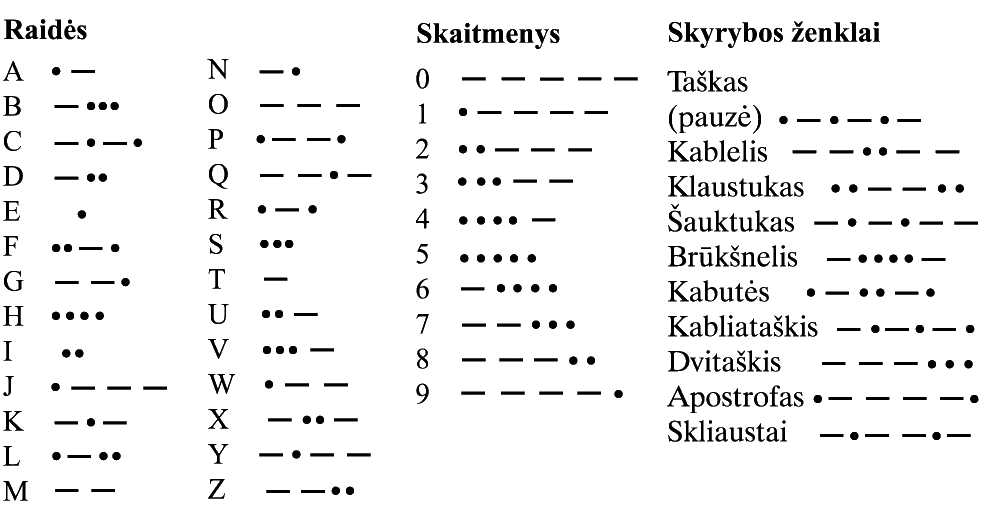 Raidės
A • —
B — • • •
C — • — •
D — • •
E •
F • • — •
G — — •
H • • • •
I • •
J • — — —
K — • —
L • — • •
M — —
N — •
O — — —
P • — — •
Q — — • —
R • — •
S • • •
T —
U • • —
V • • • —
W • — —
X — • • —
Y — • — —
Z — — • •
Skaitmenys
0 — — — — —
1 • — — — —
2 • • — — —
3 • • • — —
4 • • • • —
5 • • • • •
6 — • • • •
7 — — • • •
8 — — — • •
9 — — — — •
Skyrybos ženklai
Taškas
(pauzė) • — • — • —
Kablelis — — • • — —
Klaustukas • • — — • •
Šauktukas — • — • — —
Brūkšnelis — • • • • —
Kabutės • — • • — •
Kabliataškis — • — • — •
Dvitaškis — — — • • •
Apostrofas • — — — — •
Skliaustai — • — — • —